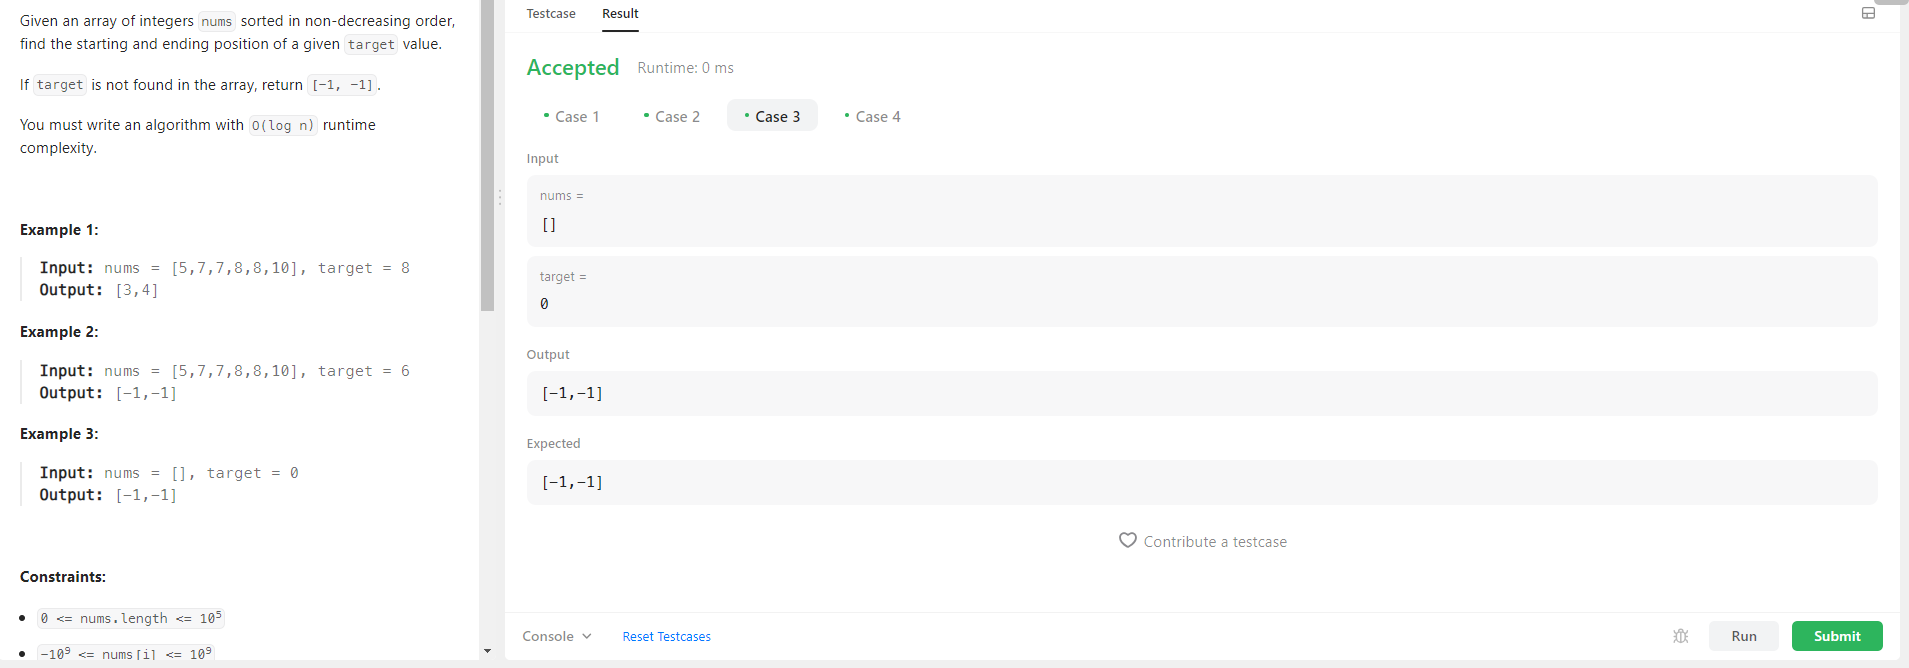 Given an array of integers nums sorted in non-decreasing order,
find the starting and ending position of a given target value.
If target is not found in the array, return [-1, -1].
You must write an algorithm with O(log n) runtime
complexity.
Example 1:
Input: nums = [5,7,7,8,8,10], target = 8
Output: [3,4]
Example 2:
Input: nums = [5,7,7,8,8,10], target = 6
Output: [-1,-1]
Example 3:
Input: nums = [], target = 0
Output: [-1,-1]
Constraints:
• 0 <= nums.length <= 10⁵
• -10⁹ <= nums[i] <= 10⁹
Testcase Result
Accepted Runtime: 0 ms
• Case 1 • Case 2 • Case 3 • Case 4
Input
nums =
[]
target =
0
Output
[-1,-1]
Expected
[-1,-1]
Contribute a testcase
Console Reset Testcases Run Submit